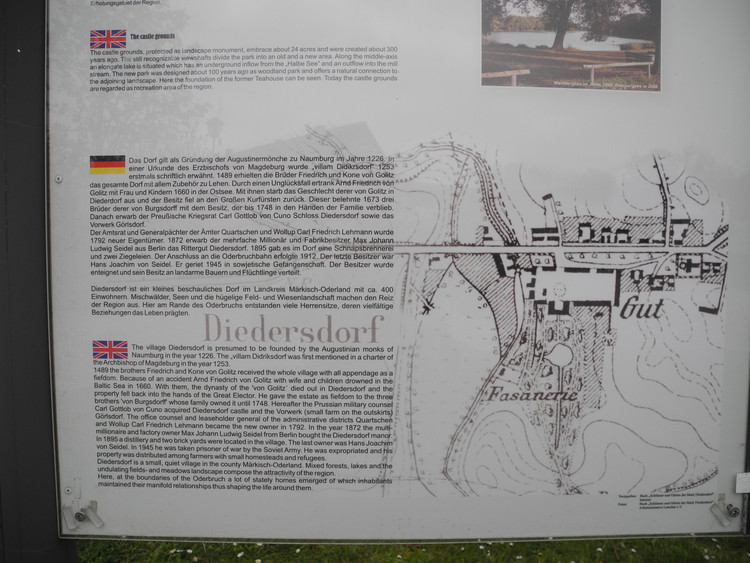 Erholungsgebiet der Region.
The castle grounds
The castle grounds, protected as landscape monument, embrace about 24 acres and were created about 300
years ago. The still recognizable viewshafts divide the park into an old and a new area. Along the middle-axis
an elongate lake is situated which has an underground inflow from the „Halbe See“ and an outflow into the mill
stream. The new park was designed about 100 years ago as woodland park and offers a natural connection to
the adjoining landscape. Here the foundation of the former Teahouse can be seen. Today the castle grounds
are regarded as recreation area of the region.
Das Dorf gilt als Gründung der Augustinermönche zu Naumburg im Jahre 1226. In
einer Urkunde des Erzbischofs von Magdeburg wurde „villam Didikrsdorf“ 1253
erstmals schriftlich erwähnt. 1489 erhielten die Brüder Friedrich und Kone von Golitz
das gesamte Dorf mit allem Zubehör zu Lehen. Durch einen Unglücksfall ertrank Arnd Friedrich von
Golitz mit Frau und Kindern 1660 in der Ostsee. Mit ihnen starb das Geschlecht derer von Golitz in
Diederdorf aus und der Besitz fiel an den Großen Kurfürsten zurück. Dieser belehnte 1673 drei
Brüder derer von Burgsdorff mit dem Besitz, der bis 1748 in den Händen der Familie verblieb.
Danach erwarb der Preußische Kriegsrat Carl Gottlob von Cuno Schloss Diedersdorf sowie das
Vorwerk Görlsdorf.
Der Amtsrat und Generalpächter der Ämter Quartschen und Wollup Carl Friedrich Lehmann wurde
1792 neuer Eigentümer. 1872 erwarb der mehrfache Millionär und Fabrikbesitzer Max Johann
Ludwig Seidel aus Berlin das Rittergut Diedersdorf. 1895 gab es im Dorf eine Schnapsbrennerei
und zwei Ziegeleien. Der Anschluss an die Oderbruchbahn erfolgte 1912. Der letzte Besitzer war
Hans Joachim von Seidel. Er geriet 1945 in sowjetische Gefangenschaft. Der Besitzer wurde
enteignet und sein Besitz an landarme Bauern und Flüchtlinge verteilt.
Diedersdorf ist ein kleines beschauliches Dorf im Landkreis Märkisch-Oderland mit ca. 400
Einwohnern. Mischwälder, Seen und die hügelige Feld- und Wiesenlandschaft machen den Reiz
der Region aus. Hier am Rande des Oderbruchs entstanden viele Herrensitze, deren vielfältige
Beziehungen das Leben prägten.
Diedersdorf
The village Diedersdorf is presumed to be founded by the Augustinian monks of
Naumburg in the year 1226. The „villam Didriksdorf was first mentioned in a charter of
the Archbishop of Magdeburg in the year 1253.
1489 the brothers Friedrich and Kone von Golitz received the whole village with all appendage as a
fiefdom. Because of an accident Arnd Friedrich von Golitz with wife and children drowned in the
Baltic Sea in 1660. With them, the dynasty of the 'von Golitz´ died out in Diedersdorf and the
property fell back into the hands of the Great Elector. He gave the estate as fiefdom to the three
brothers 'von Burgsdorff' whose family owned it until 1748. Hereafter the Prussian military counsel
Carl Gottlob von Cuno acquired Diedersdorf castle and the Vorwerk (small farm on the outskirts)
Görlsdorf. The office counsel and leaseholder general of the administrative districts Quartschen
and Wollup Carl Friedrich Lehmann became the new owner in 1792. In the year 1872 the multi-
millionaire and factory owner Max Johann Ludwig Seidel from Berlin bought the Diedersdorf manor.
In 1895 a distillery and two brick yards were located in the village. The last owner was Hans Joachim
von Seidel. In 1945 he was taken prisoner of war by the Soviet Army. He was expropriated and his
property was distributed among farmers with small homesteads and refugees.
Diedersdorf is a small, quiet village in the county Märkisch-Oderland. Mixed forests, lakes and the
undulating fields- and meadows landscape compose the attractivity of the region.
Here, at the boundaries of the Oderbruch a lot of stately homes emerged of which inhabitants
maintained their manifold relationships thus shaping the life around them.
Gut
Fasanerie